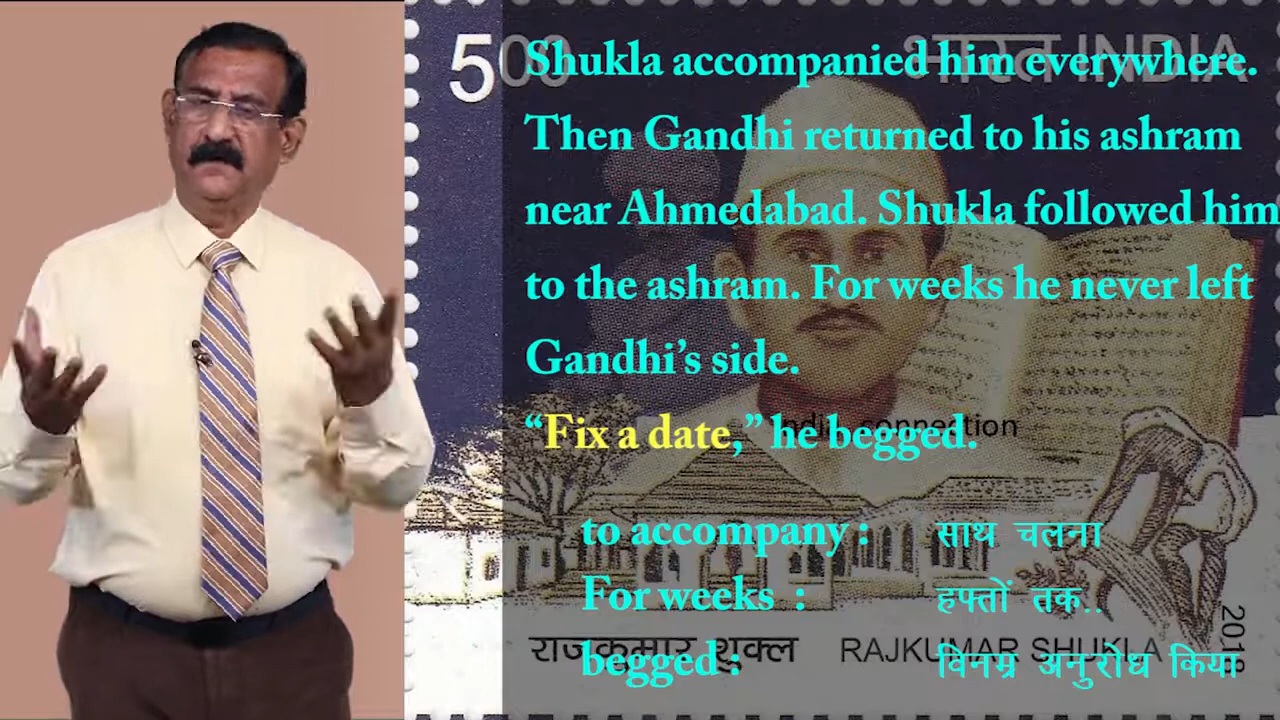 500 भारत INDIA
Shukla accompanied him everywhere.
Then Gandhi returned to his ashram
near Ahmedabad. Shukla followed him
to the ashram. For weeks he never left
Gandhi’s side.
“Fix a date,” he begged.
connection
to accompany : साथ चलना
For weeks : हफ्तों तक..
begged : विनम्र अनुरोध किया
राजकुमार शुक्ल RAJKUMAR SHUKLA
2018